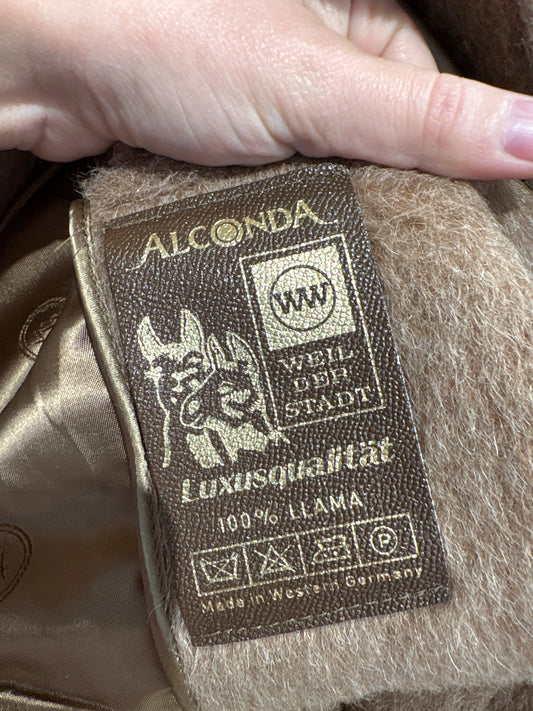 ALCONDA
WW
WEIL
DER
STADT
Luxusqualität
100% LLAMA
P
Made in Western Germany